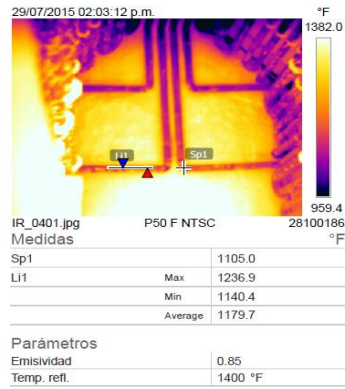 29/07/2015 02:03:12 p.m. °F
1382.0
Li1 Sp1
959.4
IR_0401.jpg P50 F NTSC 28100186
Medidas °F
Sp1 1105.0
Li1 Max 1236.9
Min 1140.4
Average 1179.7
Parámetros
Emisividad 0.85
Temp. refl. 1400 °F